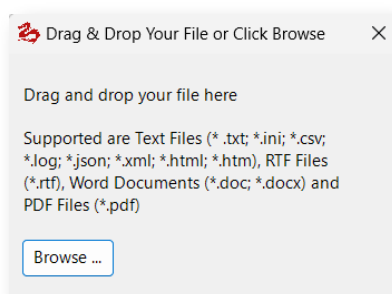 Drag & Drop Your File or Click Browse
Drag and drop your file here
Supported are Text Files (* .txt; *.ini; *.csv;
*.log; *.json; *.xml; *.html; *.htm), RTF Files
(*.rtf), Word Documents (*.doc; *.docx) and
PDF Files (*.pdf)
Browse ...